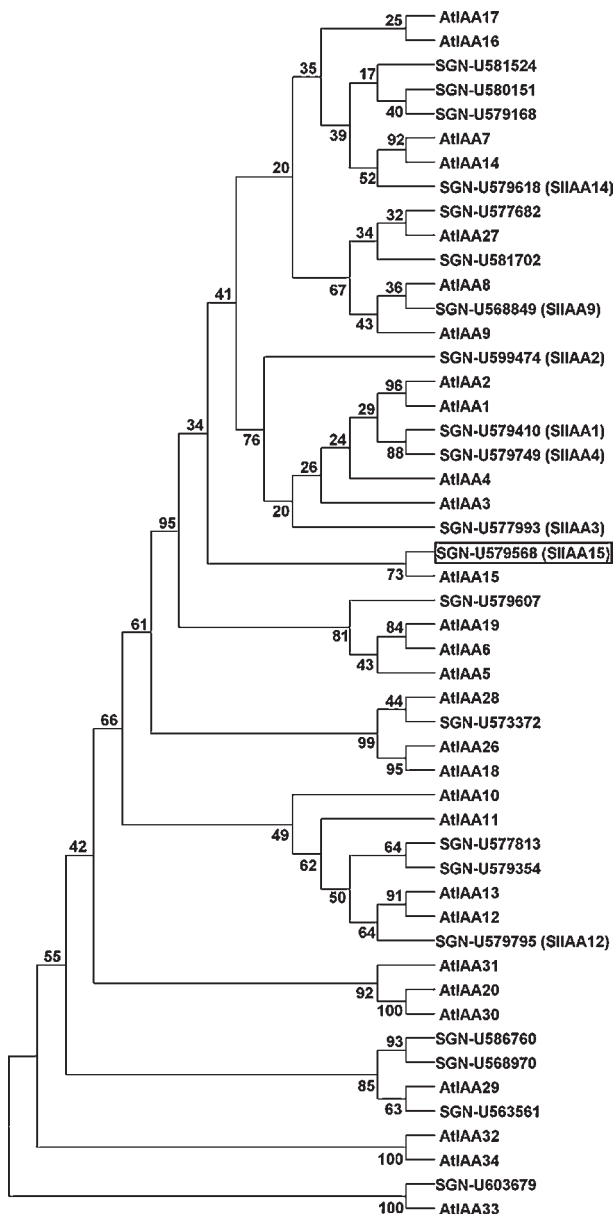 25 AtIAA17
AtIAA16
35 17 SGN-U581524
SGN-U580151
40 SGN-U579168
39 92 AtIAA7
AtIAA14
20 52 SGN-U579618 (SlIAA14)
32 SGN-U577682
34 AtIAA27
SGN-U581702
67 36 AtIAA8
41 SGN-U568849 (SlIAA9)
43 AtIAA9
SGN-U599474 (SlIAA2)
96 AtIAA2
29 AtIAA1
34 76 24 SGN-U579410 (SlIAA1)
88 SGN-U579749 (SlIAA4)
26 AtIAA4
AtIAA3
95 20 SGN-U577993 (SlIAA3)
SGN-U579568 (SlIAA15)
73 AtIAA15
SGN-U579607
61 81 84 AtIAA19
AtIAA6
43 AtIAA5
44 AtIAA28
66 SGN-U573372
99 AtIAA26
95 AtIAA18
AtIAA10
49 AtIAA11
42 62 64 SGN-U577813
SGN-U579354
50 91 AtIAA13
AtIAA12
64 SGN-U579795 (SlIAA12)
55 AtIAA31
92 AtIAA20
100 AtIAA30
93 SGN-U586760
SGN-U568970
85 AtIAA29
63 SGN-U563561
AtIAA32
100 AtIAA34
SGN-U603679
100 AtIAA33